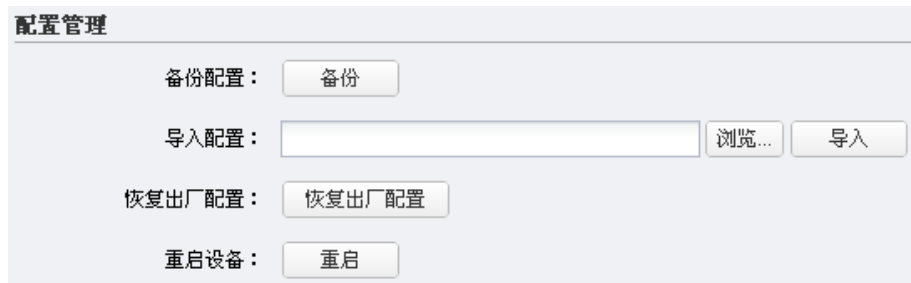 配置管理
备份配置： 备份
导入配置： 浏览... 导入
恢复出厂配置： 恢复出厂配置
重启设备： 重启